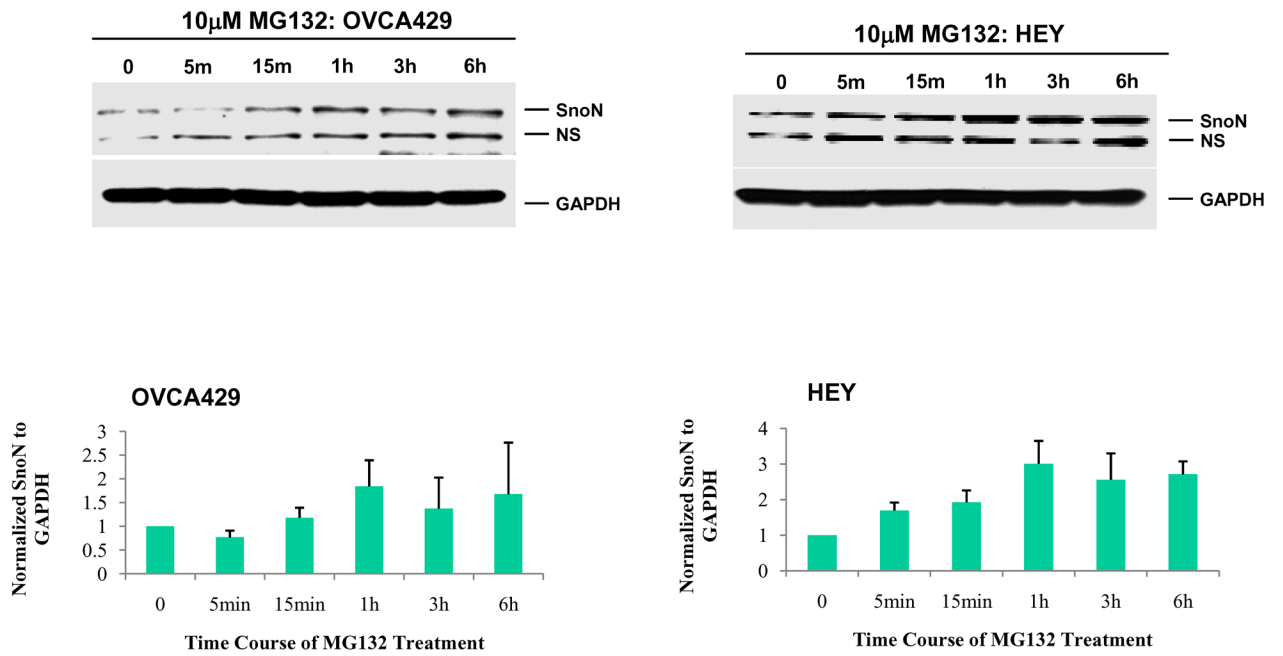 10μM MG132: OVCA429
0 5m 15m 1h 3h 6h
SnoN
NS
GAPDH
10μM MG132: HEY
0 5m 15m 1h 3h 6h
SnoN
NS
GAPDH
OVCA429
Normalized SnoN to
GAPDH
3
2.5
2
1.5
1
0.5
0
0 5min 15min 1h 3h 6h
Time Course of MG132 Treatment
HEY
Normalized SnoN to
GAPDH
4
3
2
1
0
0 5min 15min 1h 3h 6h
Time Course of MG132 Treatment